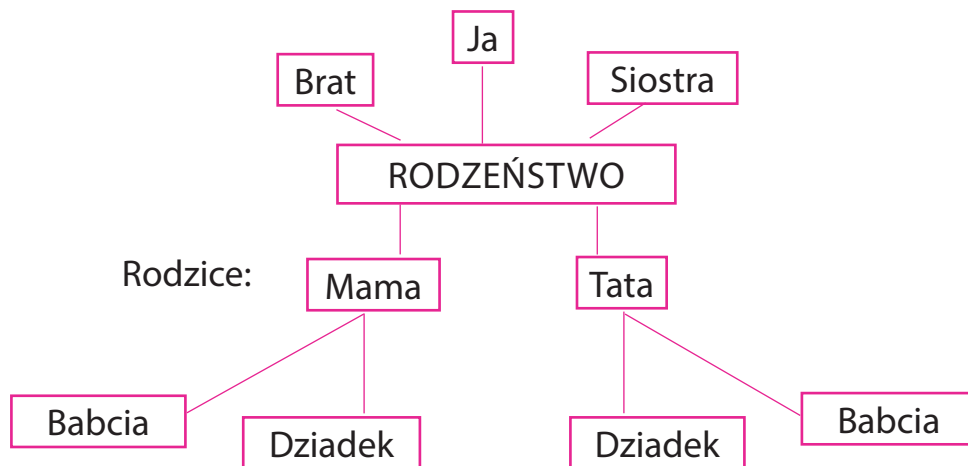 Ja
Brat
Siostra
RODZEŃSTWO
Rodzice:
Mama
Tata
Babcia
Dziadek
Dziadek
Babcia